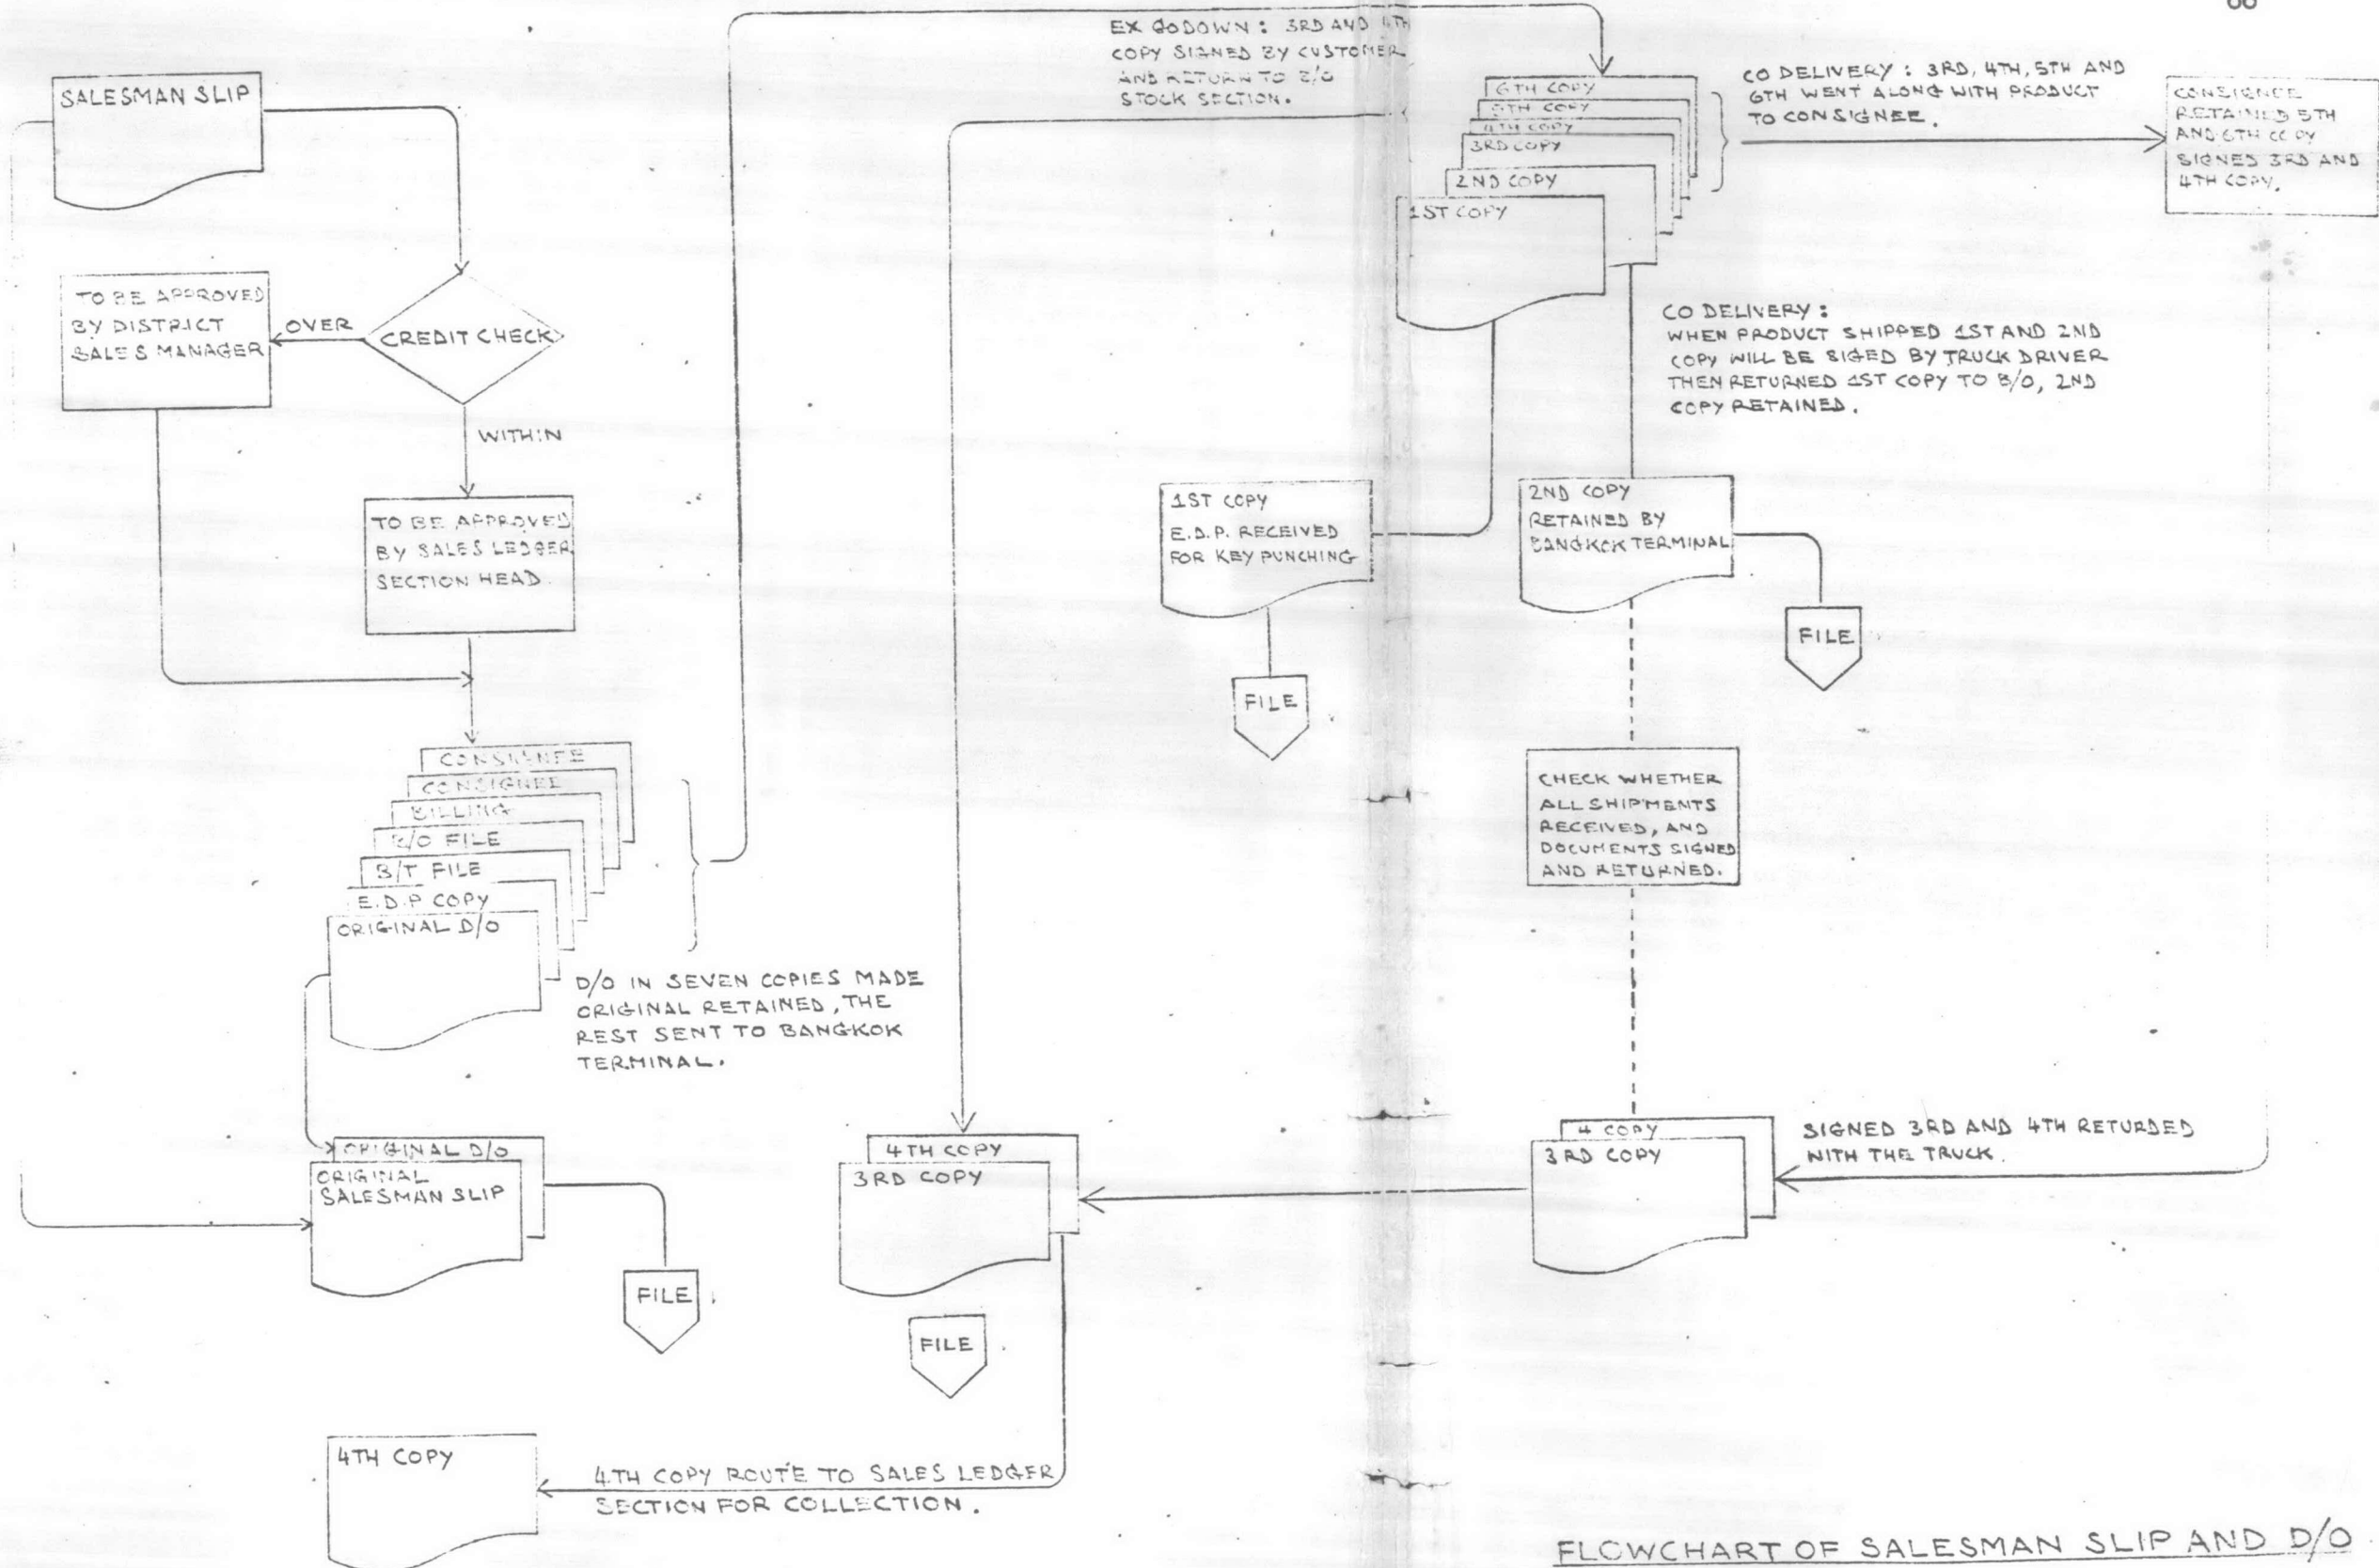 SALESMAN SLIP
TO BE APPROVED
BY DISTRICT
SALES MANAGER
OVER
CREDIT CHECK
WITHIN
TO BE APPROVED
BY SALES LEDGER
SECTION HEAD
CONSIGNEE
CONSIGNEE
BILLING
B/O FILE
B/T FILE
E.D.P COPY
ORIGINAL D/O
D/O IN SEVEN COPIES MADE
ORIGINAL RETAINED, THE
REST SENT TO BANGKOK
TERMINAL.
ORIGINAL D/O
ORIGINAL
SALESMAN SLIP
FILE
4TH COPY
4TH COPY ROUTE TO SALES LEDGER
SECTION FOR COLLECTION.
EX GODOWN: 3RD AND 4TH
COPY SIGNED BY CUSTOMER
AND RETURN TO B/O
STOCK SECTION.
6TH COPY
5TH COPY
4TH COPY
3RD COPY
2ND COPY
1ST COPY
CO DELIVERY: 3RD, 4TH, 5TH AND
6TH WENT ALONG WITH PRODUCT
TO CONSIGNEE.
CONSIGNEE
RETAINED 5TH
AND 6TH COPY
SIGNED 3RD AND
4TH COPY.
CO DELIVERY:
WHEN PRODUCT SHIPPED 1ST AND 2ND
COPY WILL BE SIGED BY TRUCK DRIVER
THEN RETURNED 1ST COPY TO B/O, 2ND
COPY RETAINED.
1ST COPY
E.D.P. RECEIVED
FOR KEY PUNCHING
FILE
2ND COPY
RETAINED BY
BANGKOK TERMINAL
FILE
CHECK WHETHER
ALL SHIPMENTS
RECEIVED, AND
DOCUMENTS SIGNED
AND RETURNED.
4TH COPY
3RD COPY
FILE
4 COPY
3RD COPY
SIGNED 3RD AND 4TH RETURDED
WITH THE TRUCK.
FLOWCHART OF SALESMAN SLIP AND D/O